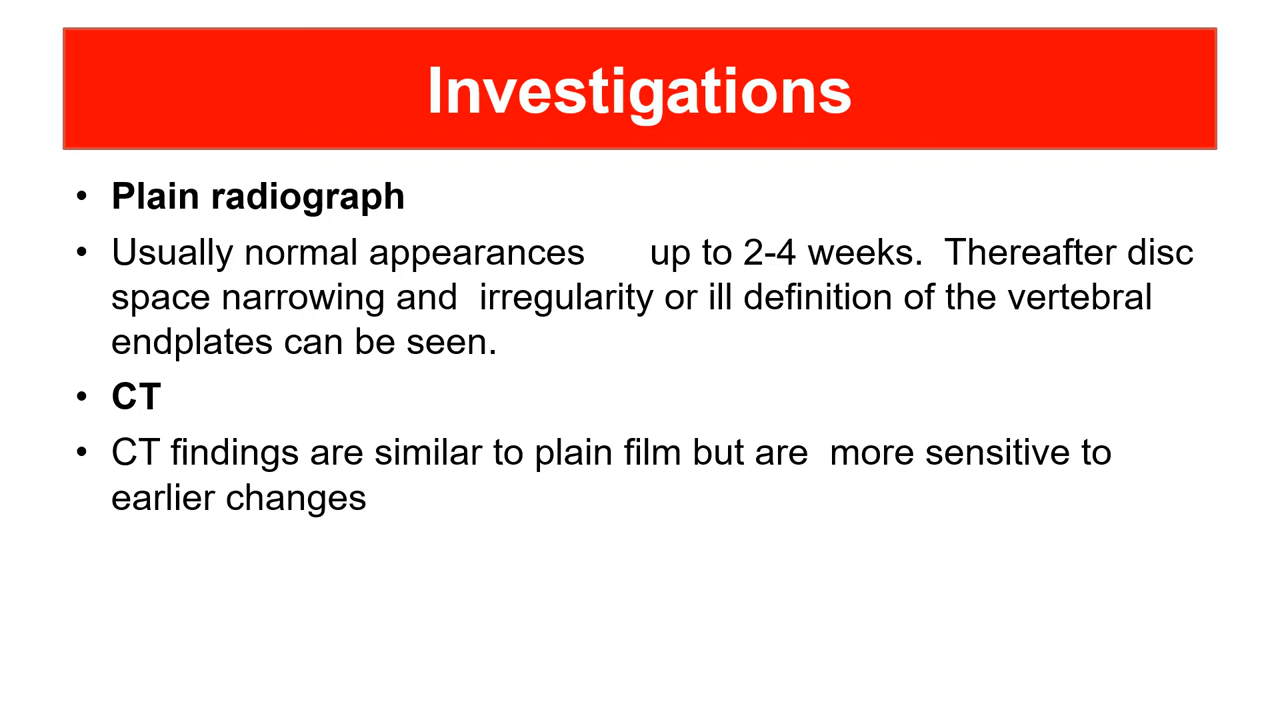 Investigations
• Plain radiograph
• Usually normal appearances up to 2-4 weeks. Thereafter disc
space narrowing and irregularity or ill definition of the vertebral
endplates can be seen.
• CT
• CT findings are similar to plain film but are more sensitive to
earlier changes